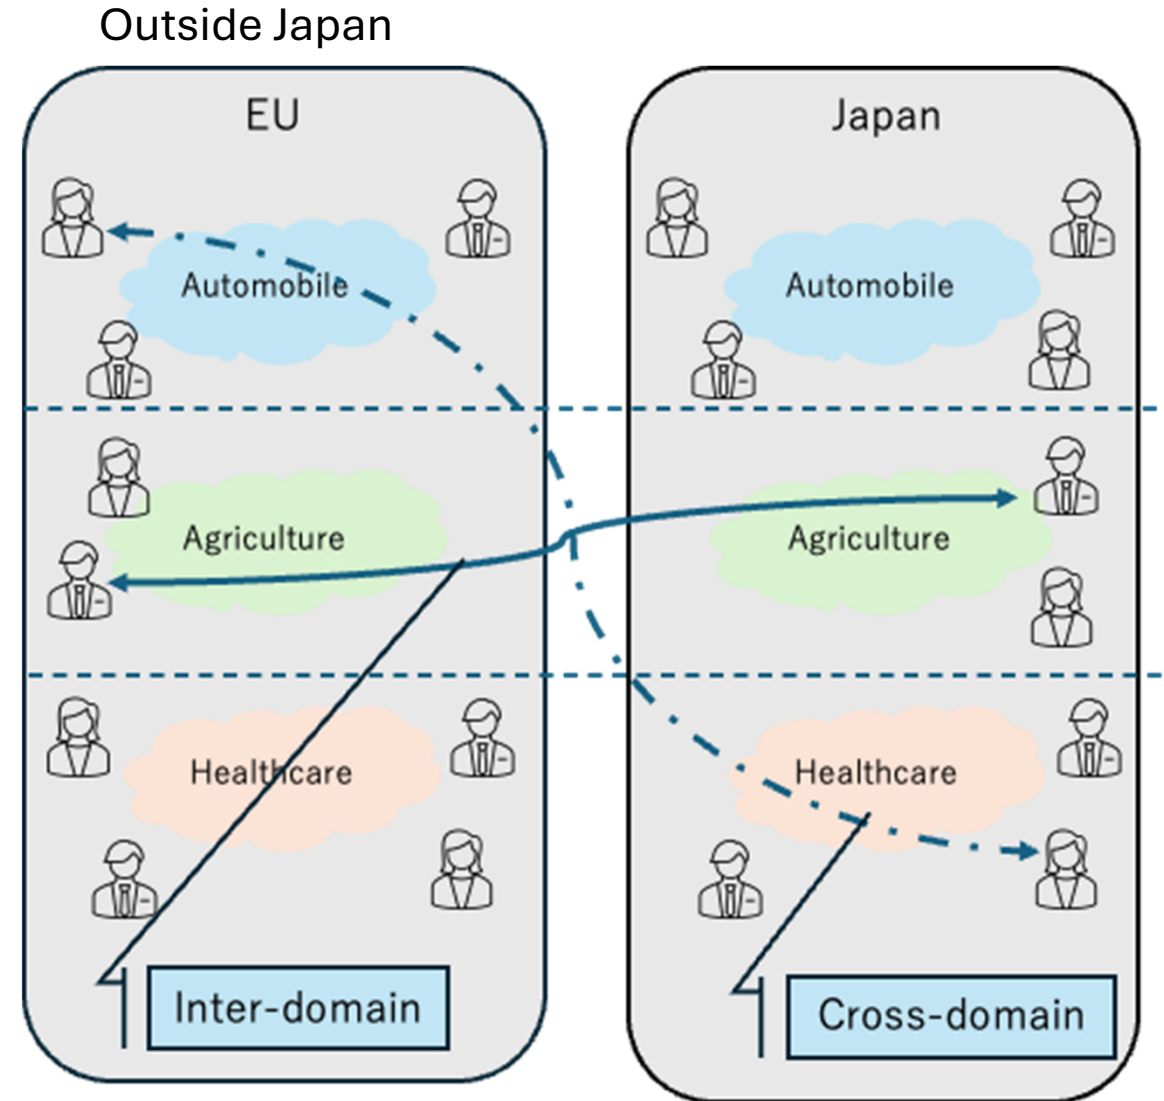 Outside Japan
EU
Japan
Automobile
Automobile
Agriculture
Agriculture
Healthcare
Healthcare
Inter-domain
Cross-domain